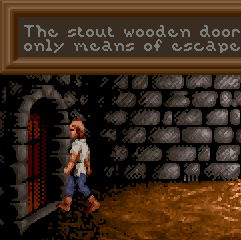 The stout wooden door
only means of escape